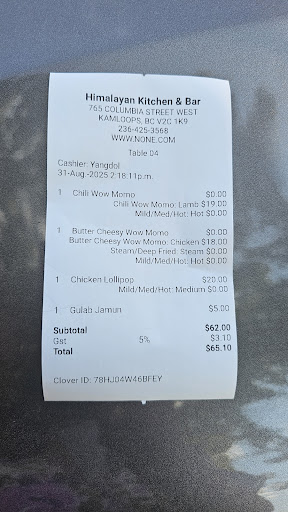 Himalayan Kitchen & Bar
765 COLUMBIA STREET WEST
KAMLOOPS, BC V2C 1K9
236-425-3568
WWW.NONE.COM
Table 04
Cashier: Yangdol
31-Aug.-2025 2:18:11p.m.
1 Chili Wow Momo $0.00
Chili Wow Momo: Lamb $19.00
Mild/Med/Hot: Hot $0.00
1 Butter Cheesy Wow Momo $0.00
Butter Cheesy Wow Momo: Chicken $18.00
Steam/Deep Fried: Steam $0.00
Mild/Med/Hot: Hot $0.00
1 Chicken Lollipop $20.00
Mild/Med/Hot: Medium $0.00
1 Gulab Jamun $5.00
Subtotal $62.00
Gst 5% $3.10
Total $65.10
Clover ID: 78HJ04W46BFEY